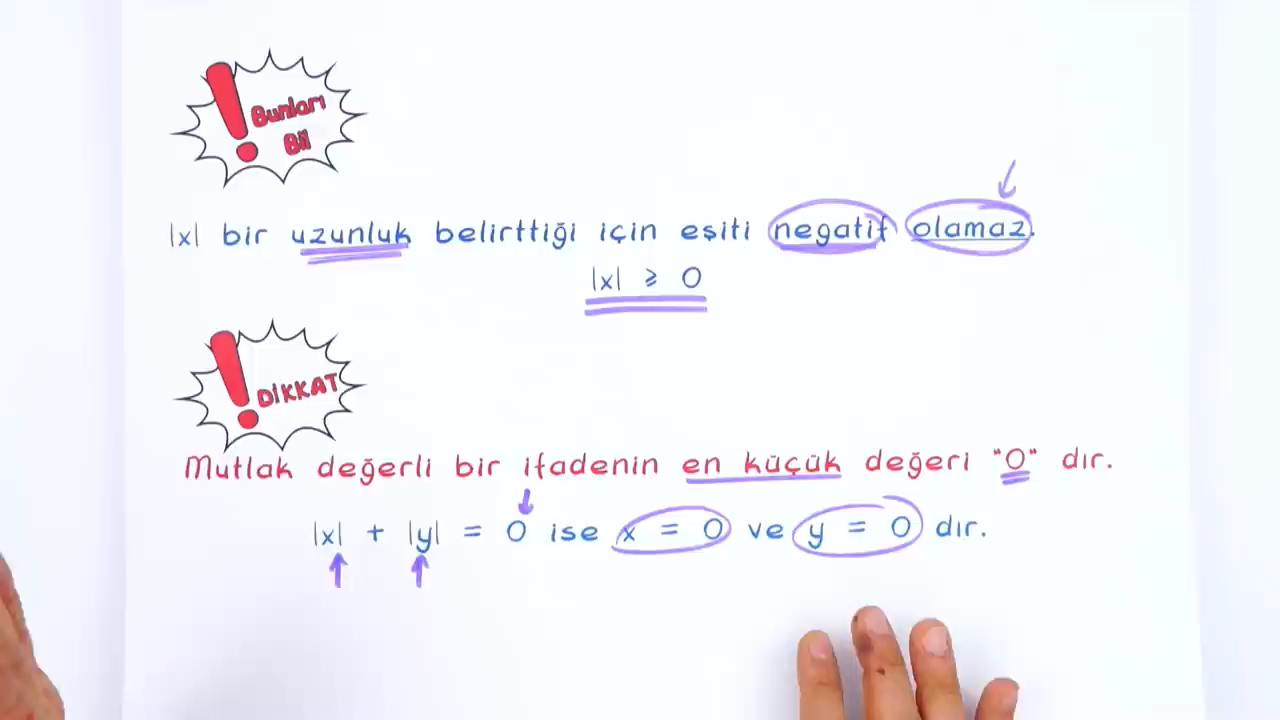 Bunları
Bil
|x| bir uzunluk belirttiği için eşiti negatif olamaz.
|x| ≥ 0
DİKKAT
Mutlak değerli bir ifadenin en küçük değeri "0" dır.
|x| + |y| = 0 ise x = 0 ve y = 0 dır.